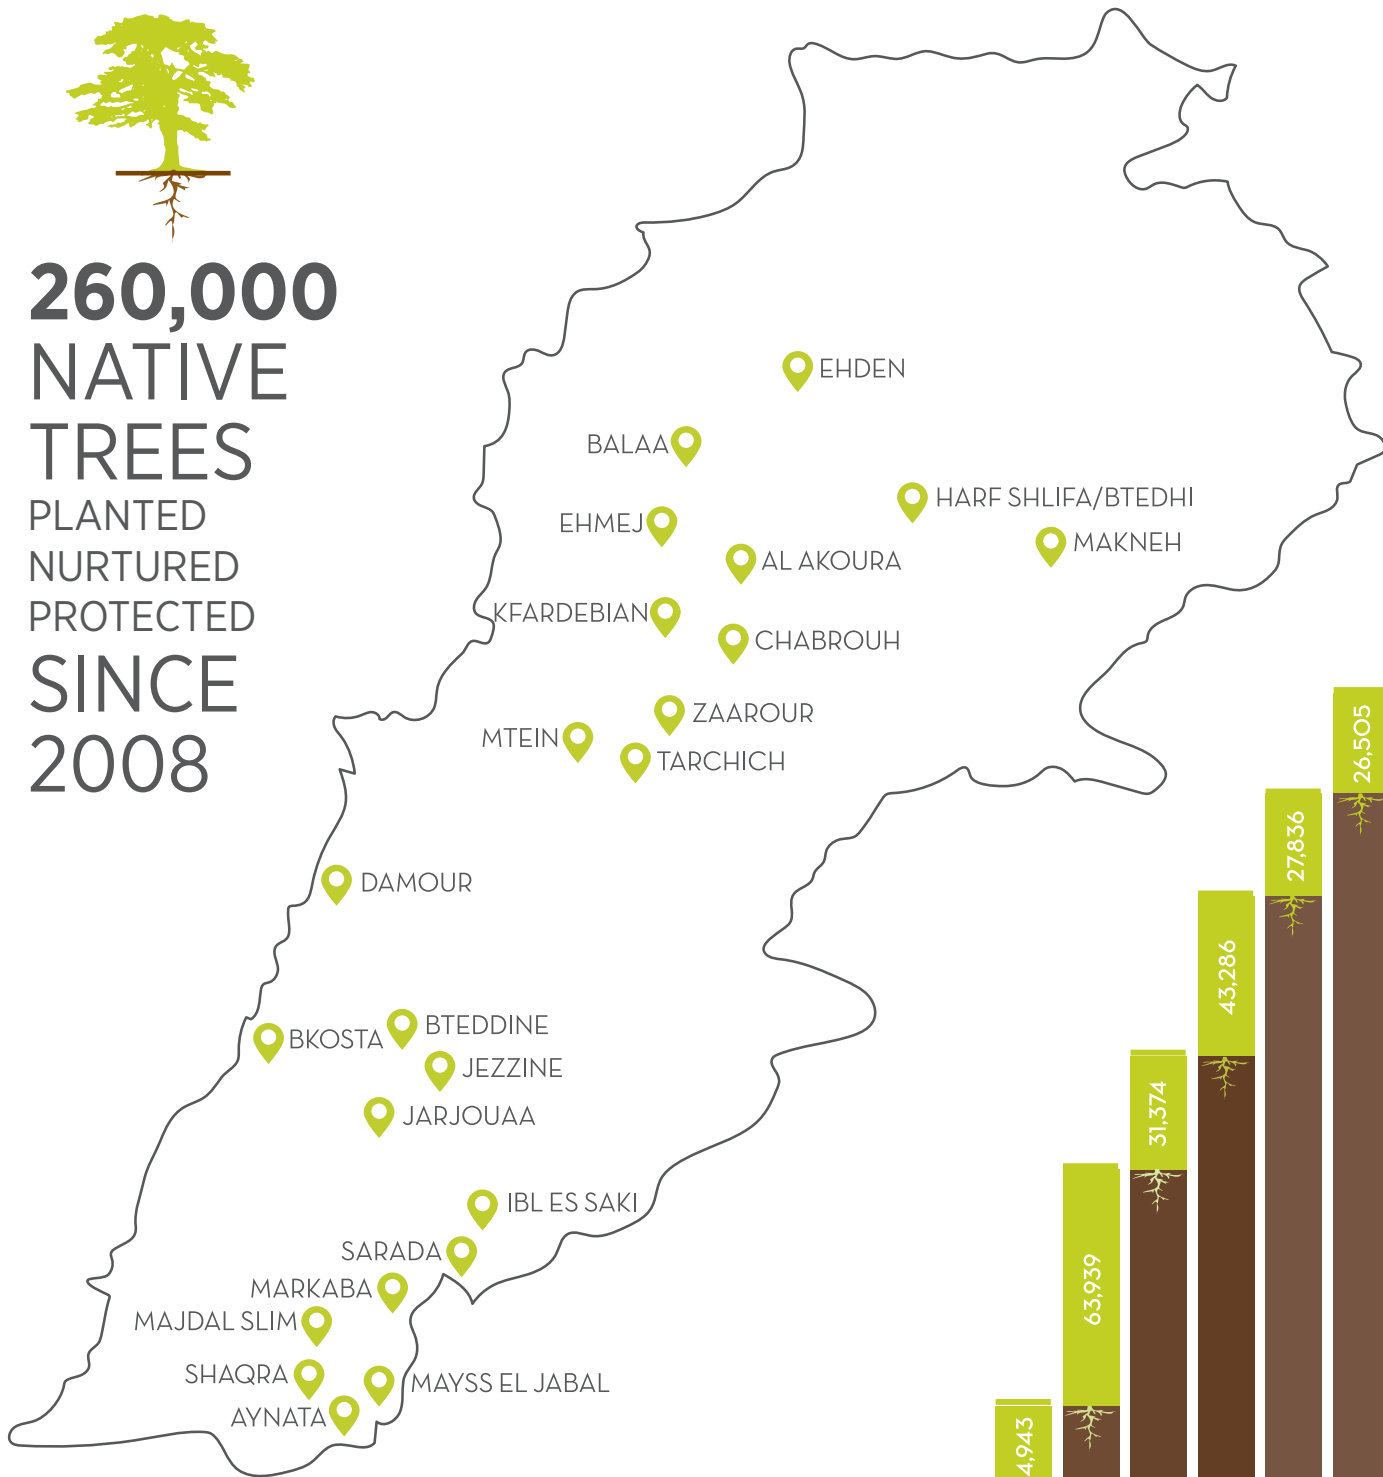 260,000
NATIVE
TREES
PLANTED
NURTURED
PROTECTED
SINCE
2008
EHDEN
BALAA
HARF SHLIFA/BTEDHI
EHMEJ
MAKNEH
AL AKOURA
KFARDEBIAN
CHABROUH
ZAAROUR
MTEIN
TARCHICH
DAMOUR
BTEDDINE
BKOSTA
JEZZINE
JARJOUAA
IBL ES SAKI
SARADA
MARKABA
MAJDAL SLIM
SHAQRA
MAYSS EL JABAL
AYNATA
4,943
63,939
31,374
43,286
27,836
26,505